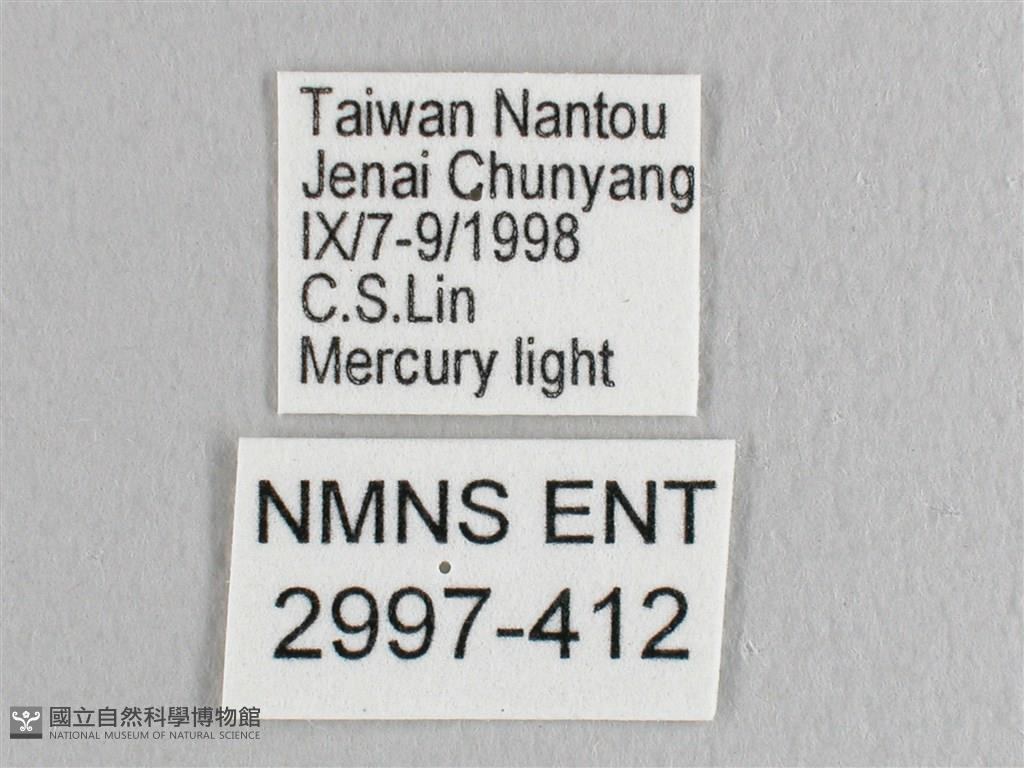 Taiwan Nantou
Jenai Chunyang
IX/7-9/1998
C.S.Lin
Mercury light
NMNS ENT
2997-412
國立自然科學博物館
NATIONAL MUSEUM OF NATURAL SCIENCE